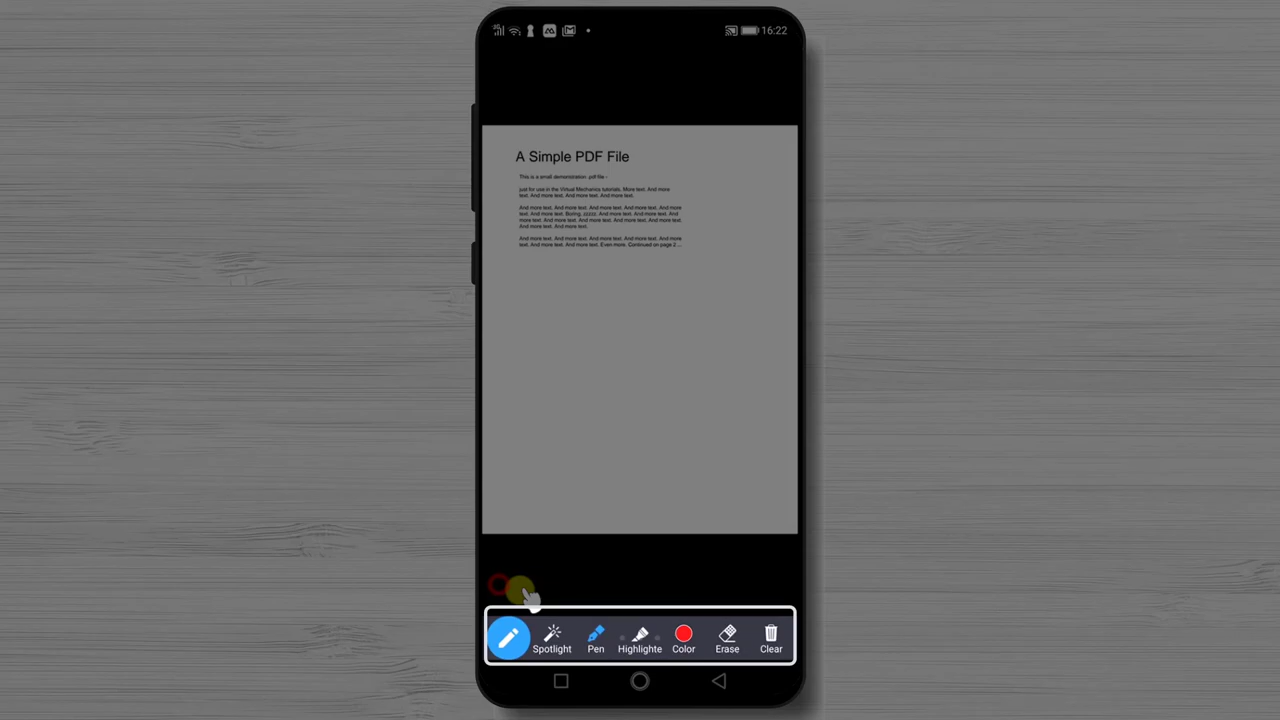 2G 16:22
A Simple PDF File
This is a small demonstration .pdf file -
just for use in the Virtual Mechanics tutorials. More text. And more
text. And more text. And more text. And more text.
And more text. And more text. And more text. And more
text. And more text. Boring, zzzzz. And more text. And more text. And
more text. And more text. And more text. And more text. And more text.
And more text. And more text.
And more text. And more text. And more text. And more text. And more
text. And more text. And more text. Even more. Continued on page 2 ...
Spotlight Pen Highlighte Color Erase Clear